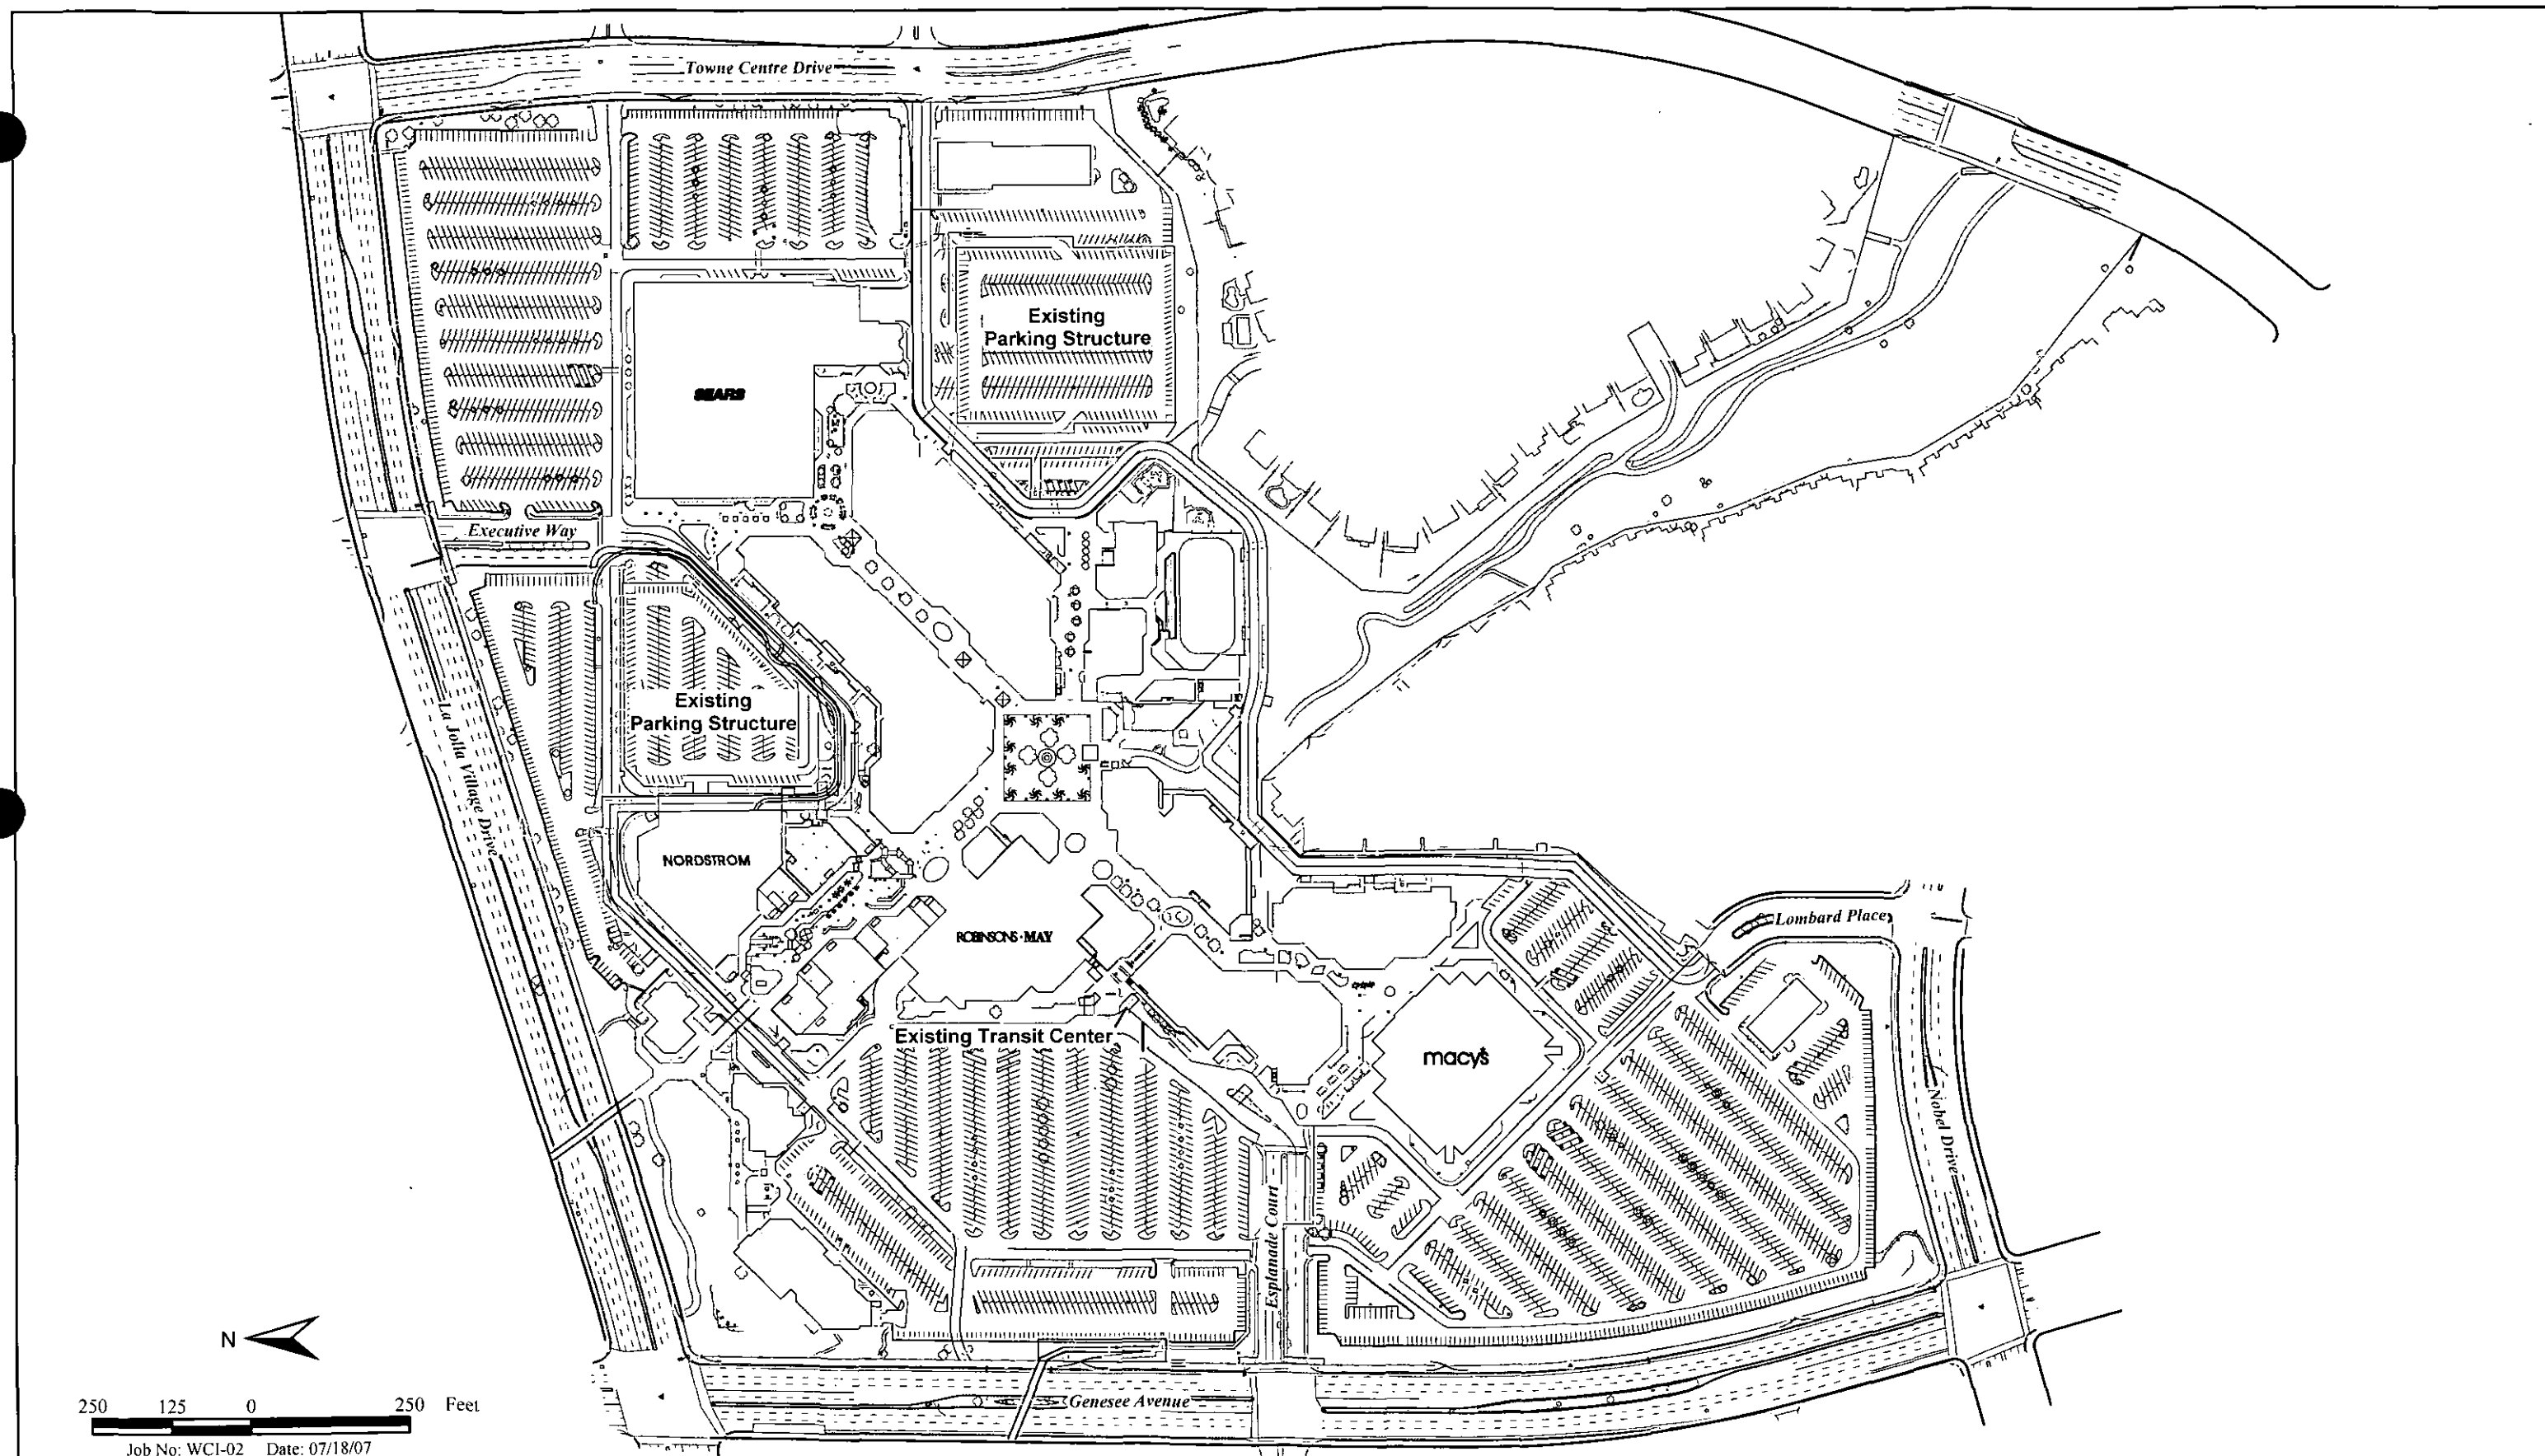 Towne Centre Drive
Existing
Parking Structure
SEARS
Executive Way
Existing
Parking Structure
La Jolla Village Drive
NORDSTROM
ROBINSONS·MAY
Lombard Place
Existing Transit Center
macy's
Nobel Drive
Esplanade Court
N
Genesee Avenue
250 125 0 250 Feet
Job No: WCI-02 Date: 07/18/07